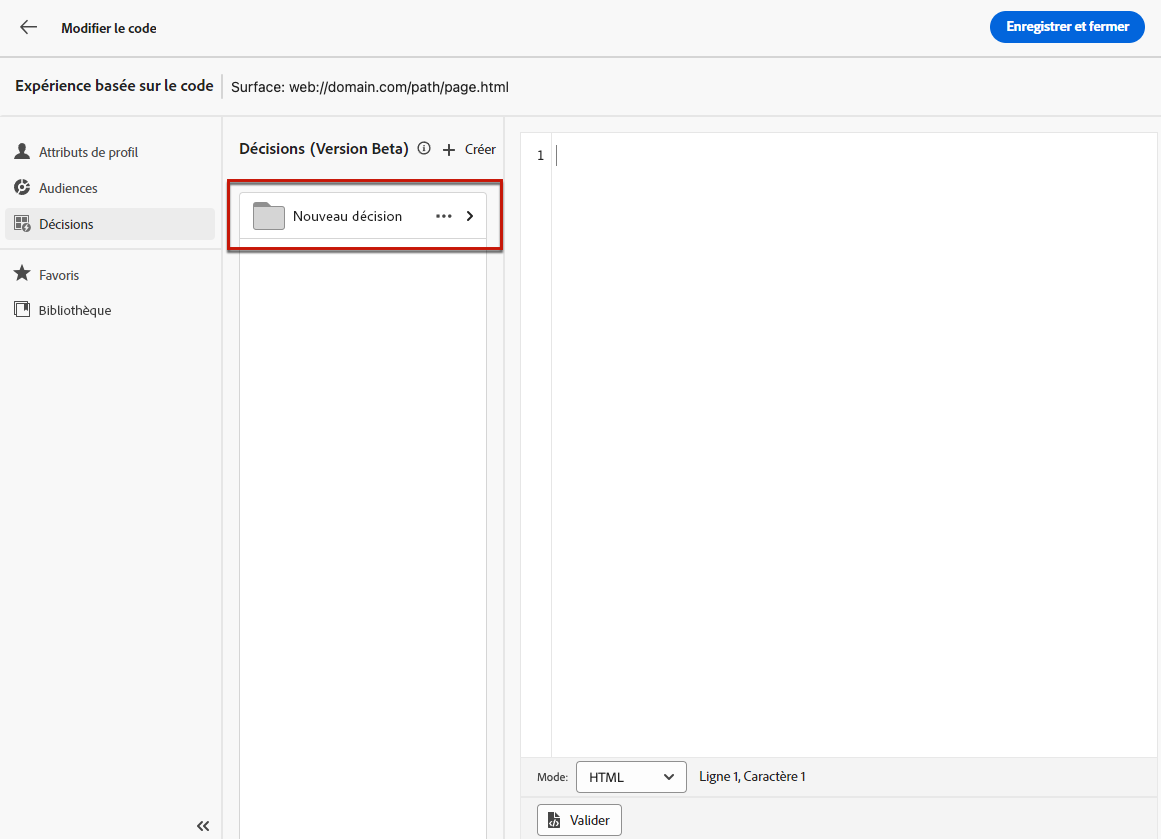 Modifier le code
Enregistrer et fermer
Expérience basée sur le code
Surface: web://domain.com/path/page.html
Attributs de profil
Audiences
Décisions
Favoris
Bibliothèque
Décisions (Version Beta)
Créer
Nouveau décision
1
Mode:
HTML
Ligne 1, Caractère 1
Valider